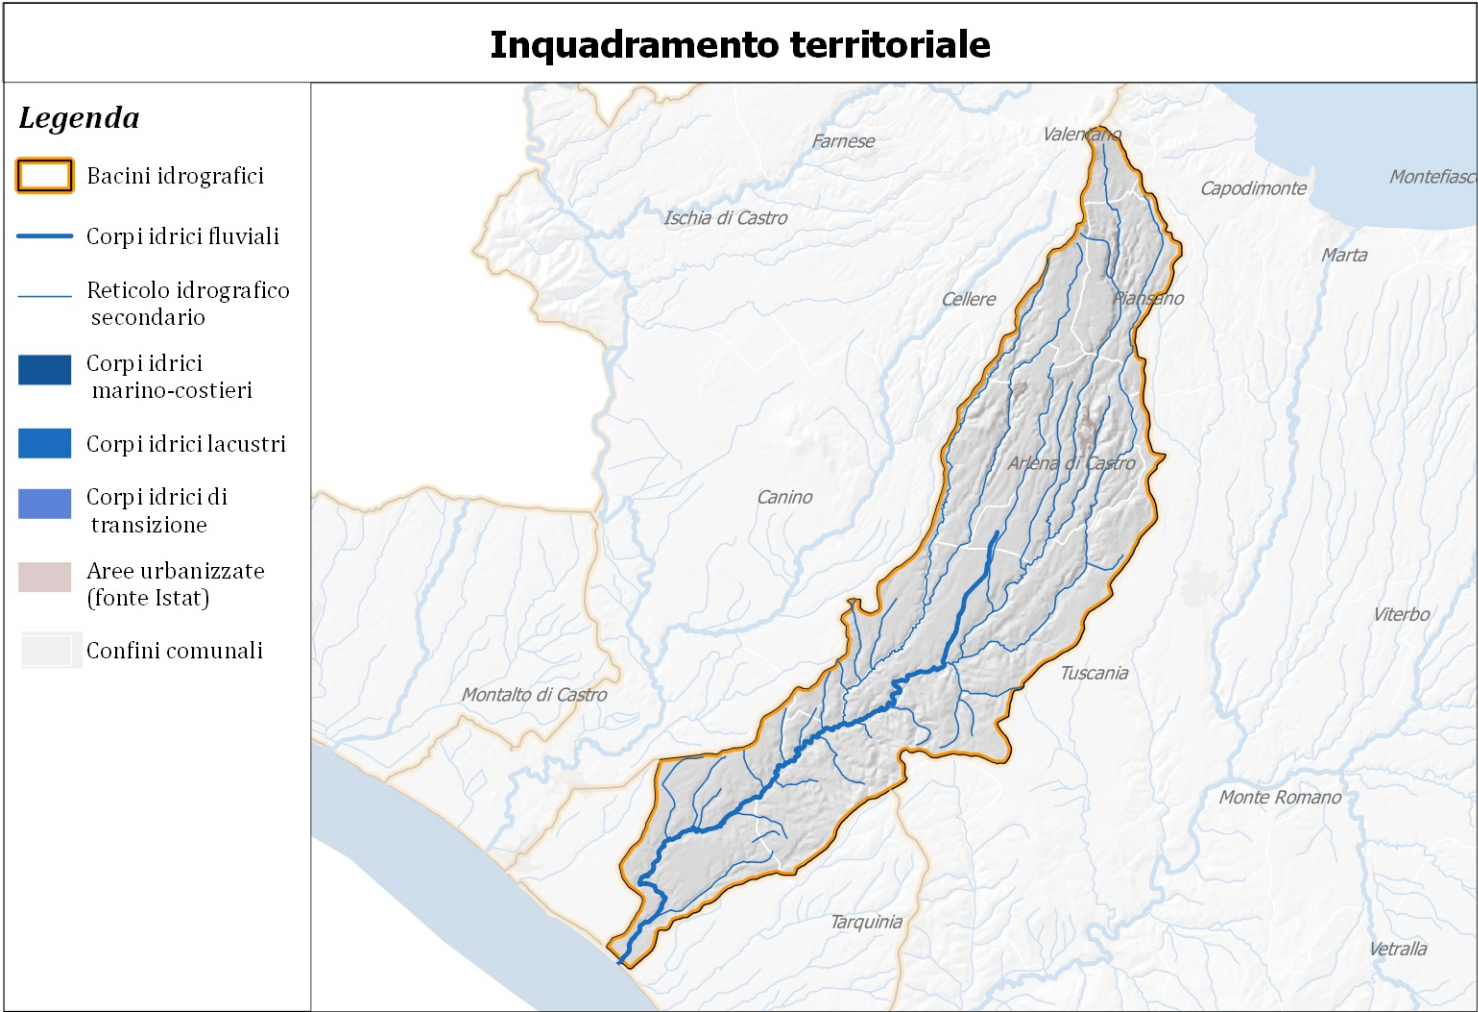 Inquadramento territoriale
Legenda
Bacini idrografici
Corpi idrici fluviali
Reticolo idrografico
secondario
Corpi idrici
marino-costieri
Corpi idrici lacustri
Corpi idrici di
transizione
Aree urbanizzate
(fonte Istat)
Confini comunali
Farnese
Valentano
Capodimonte
Montefiasc
Ischia di Castro
Marta
Cellere
Piansano
Arlena di Castro
Canino
Viterbo
Tuscania
Montalto di Castro
Monte Romano
Tarquinia
Vetralla